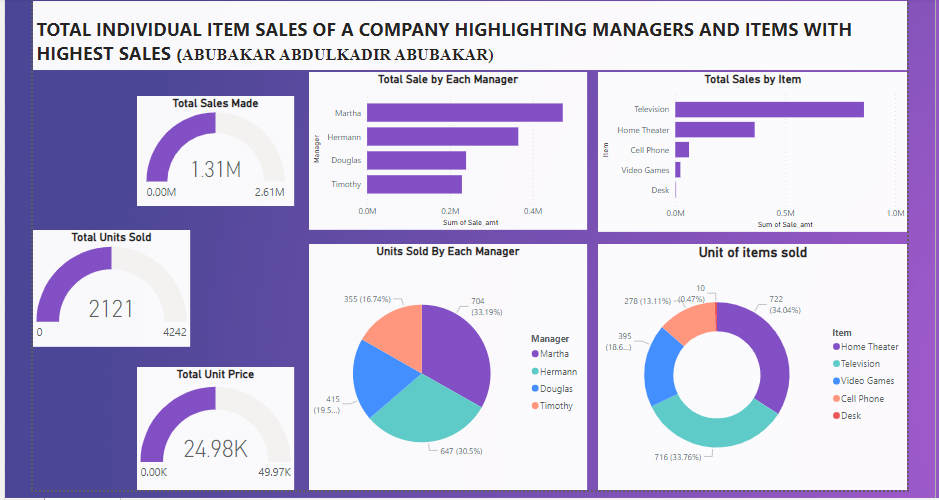 TOTAL INDIVIDUAL ITEM SALES OF A COMPANY HIGHLIGHTING MANAGERS AND ITEMS WITH
HIGHEST SALES (ABUBAKAR ABDULKADIR ABUBAKAR)
Total Sales Made
1.31M
0.00M
2.61M
Total Units Sold
2121
0
4242
Total Unit Price
24.98K
0.00K
49.97K
Total Sale by Each Manager
Manager
Martha
Hermann
Douglas
Timothy
0.0M
0.2M
0.4M
Sum of Sale_amt
Total Sales by Item
Item
Television
Home Theater
Cell Phone
Video Games
Desk
0.0M
0.5M
1.0M
Sum of Sale_amt
Units Sold By Each Manager
355 (16.74%)
704
(33.19%)
415
(19.5...)
647 (30.5%)
Manager
Martha
Hermann
Douglas
Timothy
Unit of items sold
10
(0.47%)
278 (13.11%)
722
(34.04%)
395
(18.6...)
716 (33.76%)
Item
Home Theater
Television
Video Games
Cell Phone
Desk